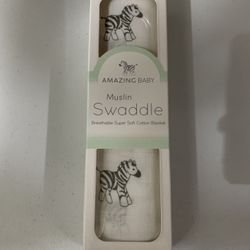 AMAZING BABY
Muslin
Swaddle
Breathable Super Soft Cotton Blanket